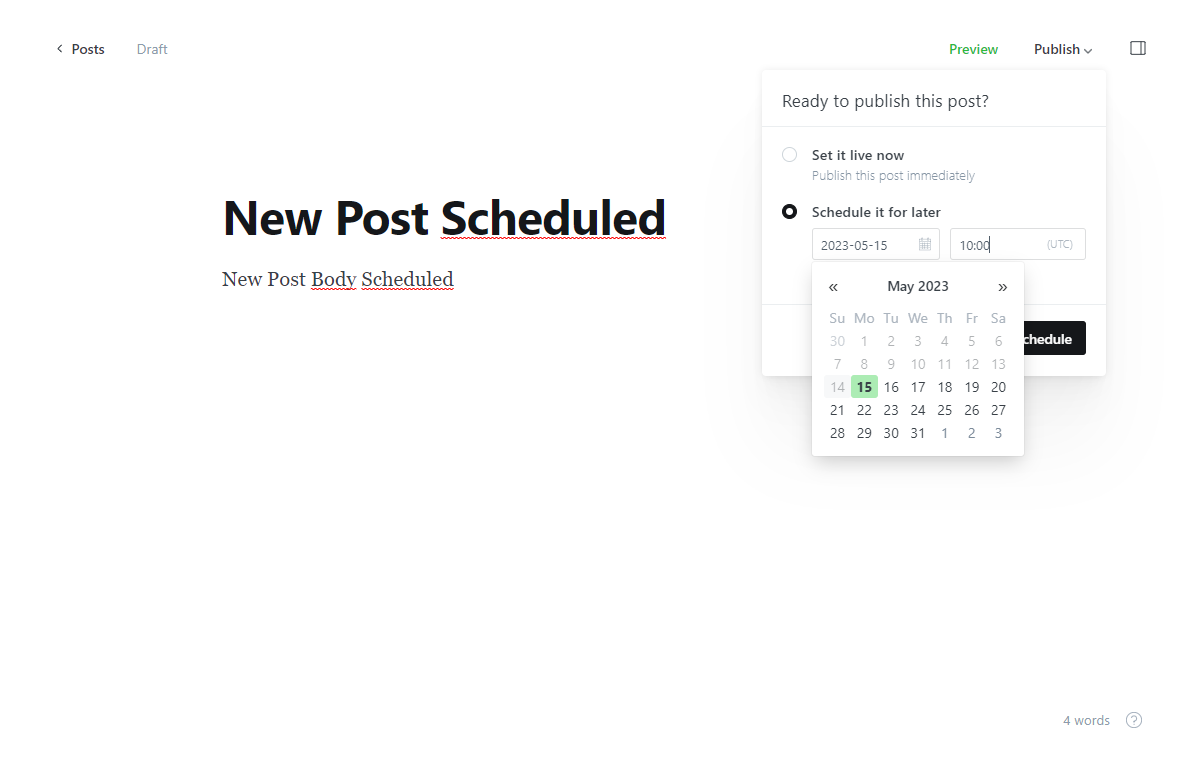 Posts Draft Preview Publish
Ready to publish this post?
Set it live now
Publish this post immediately
Schedule it for later
2023-05-15 10:00 (UTC)
New Post Scheduled
New Post Body Scheduled
« May 2023 »
Su Mo Tu We Th Fr Sa
30 1 2 3 4 5 6
7 8 9 10 11 12 13
14 15 16 17 18 19 20
21 22 23 24 25 26 27
28 29 30 31 1 2 3
chedule
4 words